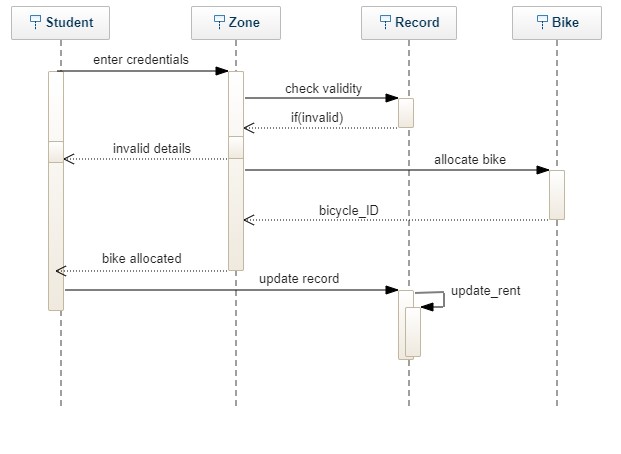 Student
Zone
Record
Bike
enter credentials
check validity
if(invalid)
invalid details
allocate bike
bicycle_ID
bike allocated
update record
update_rent